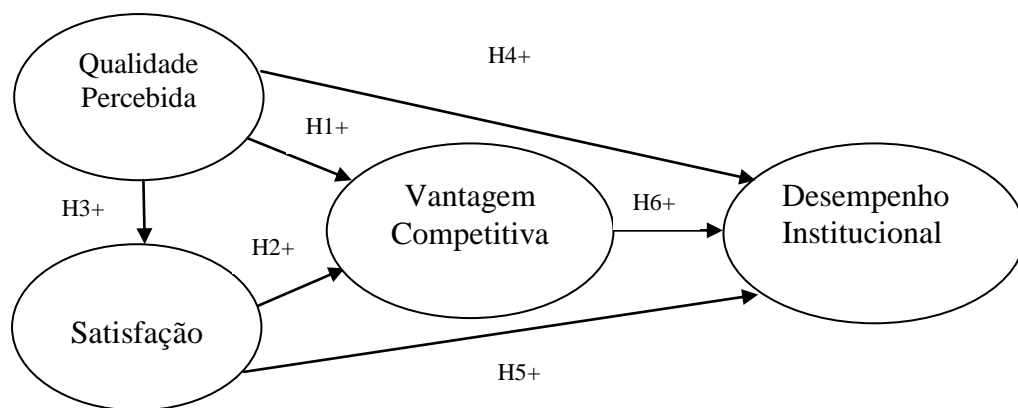 Qualidade
Percebida
H4+
H1+
Vantagem
Competitiva
Desempenho
Institucional
H3+
H6+
H2+
Satisfação
H5+